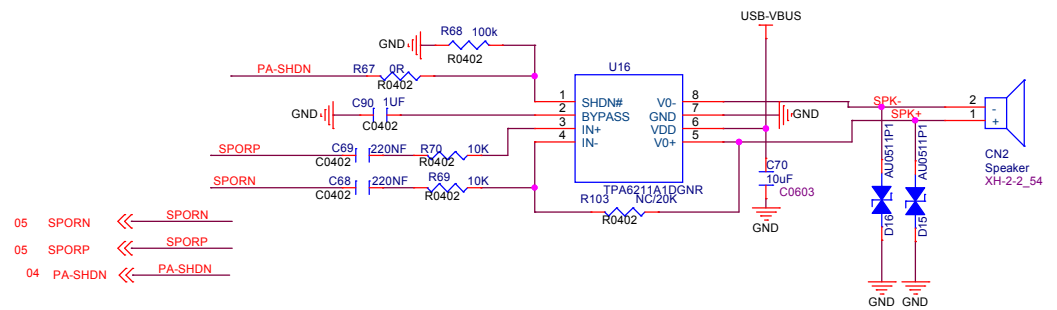 USB-VBUS
R68 100k
GND
R0402
PA-SHDN R67 0R
R0402
U16
C90 1UF
GND
C0402
1 SHDN# V0- 8
2 BYPASS GND 7
3 IN+ VDD 6
4 IN- V0+ 5
GND
SPK- 2 -
SPK+ 1 +
SPORP C69 220NF R70 10K
C0402 R0402
SPORN C68 220NF R69 10K
C0402 R0402
TPA6211A1DGNR
R103 NC/20K
R0402
C70
10uF
C0603
GND
AU0511P1
D16
GND
AU0511P1
D15
GND
CN2
Speaker
XH-2-2_54
05 SPORN SPORN
05 SPORP SPORP
04 PA-SHDN PA-SHDN